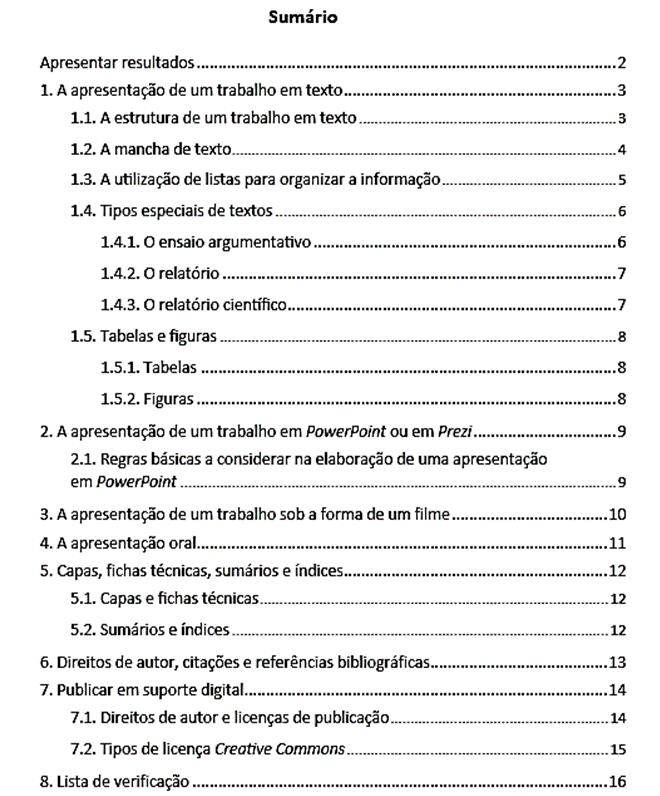 Sumário
Apresentar resultados........................................2
1. A apresentação de um trabalho em texto........................................3
1.1. A estrutura de um trabalho em texto........................................3
1.2. A mancha de texto........................................4
1.3. A utilização de listas para organizar a informação........................................5
1.4. Tipos especiais de textos........................................6
1.4.1. O ensaio argumentativo........................................6
1.4.2. O relatório........................................7
1.4.3. O relatório científico........................................7
1.5. Tabelas e figuras........................................8
1.5.1. Tabelas........................................8
1.5.2. Figuras........................................8
2. A apresentação de um trabalho em PowerPoint ou em Prezi........................................9
2.1. Regras básicas a considerar na elaboração de uma apresentação
em PowerPoint........................................9
3. A apresentação de um trabalho sob a forma de um filme........................................10
4. A apresentação oral........................................11
5. Capas, fichas técnicas, sumários e índices........................................12
5.1. Capas e fichas técnicas........................................12
5.2. Sumários e índices........................................12
6. Direitos de autor, citações e referências bibliográficas........................................13
7. Publicar em suporte digital........................................14
7.1. Direitos de autor e licenças de publicação........................................14
7.2. Tipos de licença Creative Commons........................................15
8. Lista de verificação........................................16